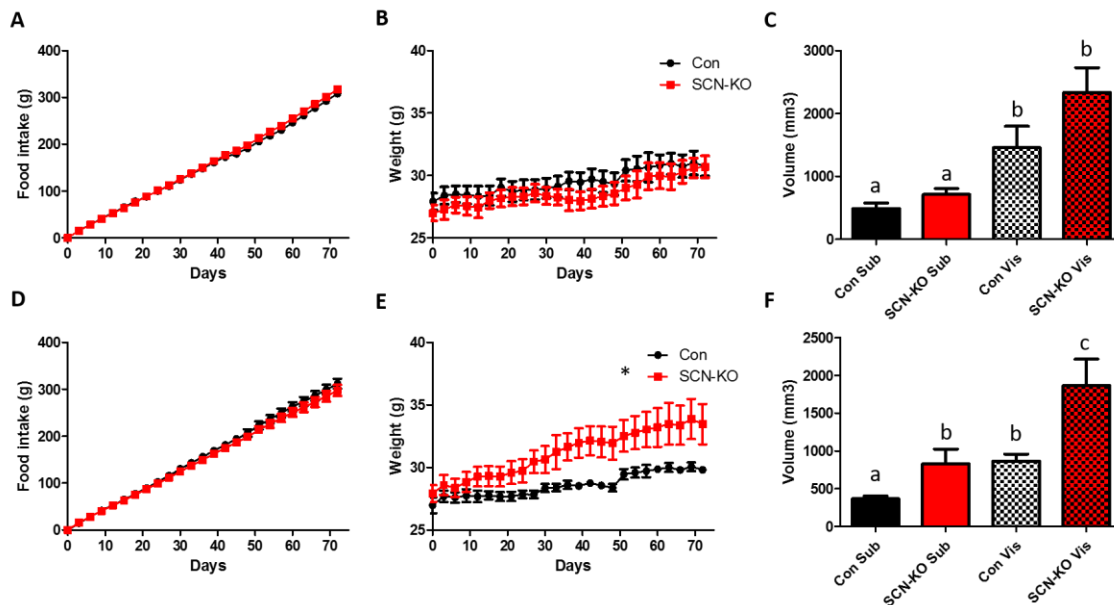 A
400
300
200
100
0
Food intake (g)
0 10 20 30 40 50 60 70
Days
B
40
35
30
25
Weight (g)
Con
SCN-KO
0 10 20 30 40 50 60 70
Days
C
3000
2000
1000
0
Volume (mm3)
a
a
b
b
Con Sub
SCN-KO Sub
Con Vis
SCN-KO Vis
D
400
300
200
100
0
Food intake (g)
0 10 20 30 40 50 60 70
Days
E
40
35
30
25
Weight (g)
*
Con
SCN-KO
0 10 20 30 40 50 60 70
Days
F
2500
2000
1500
1000
500
0
Volume (mm3)
a
b
b
c
Con Sub
SCN-KO Sub
Con Vis
SCN-KO Vis